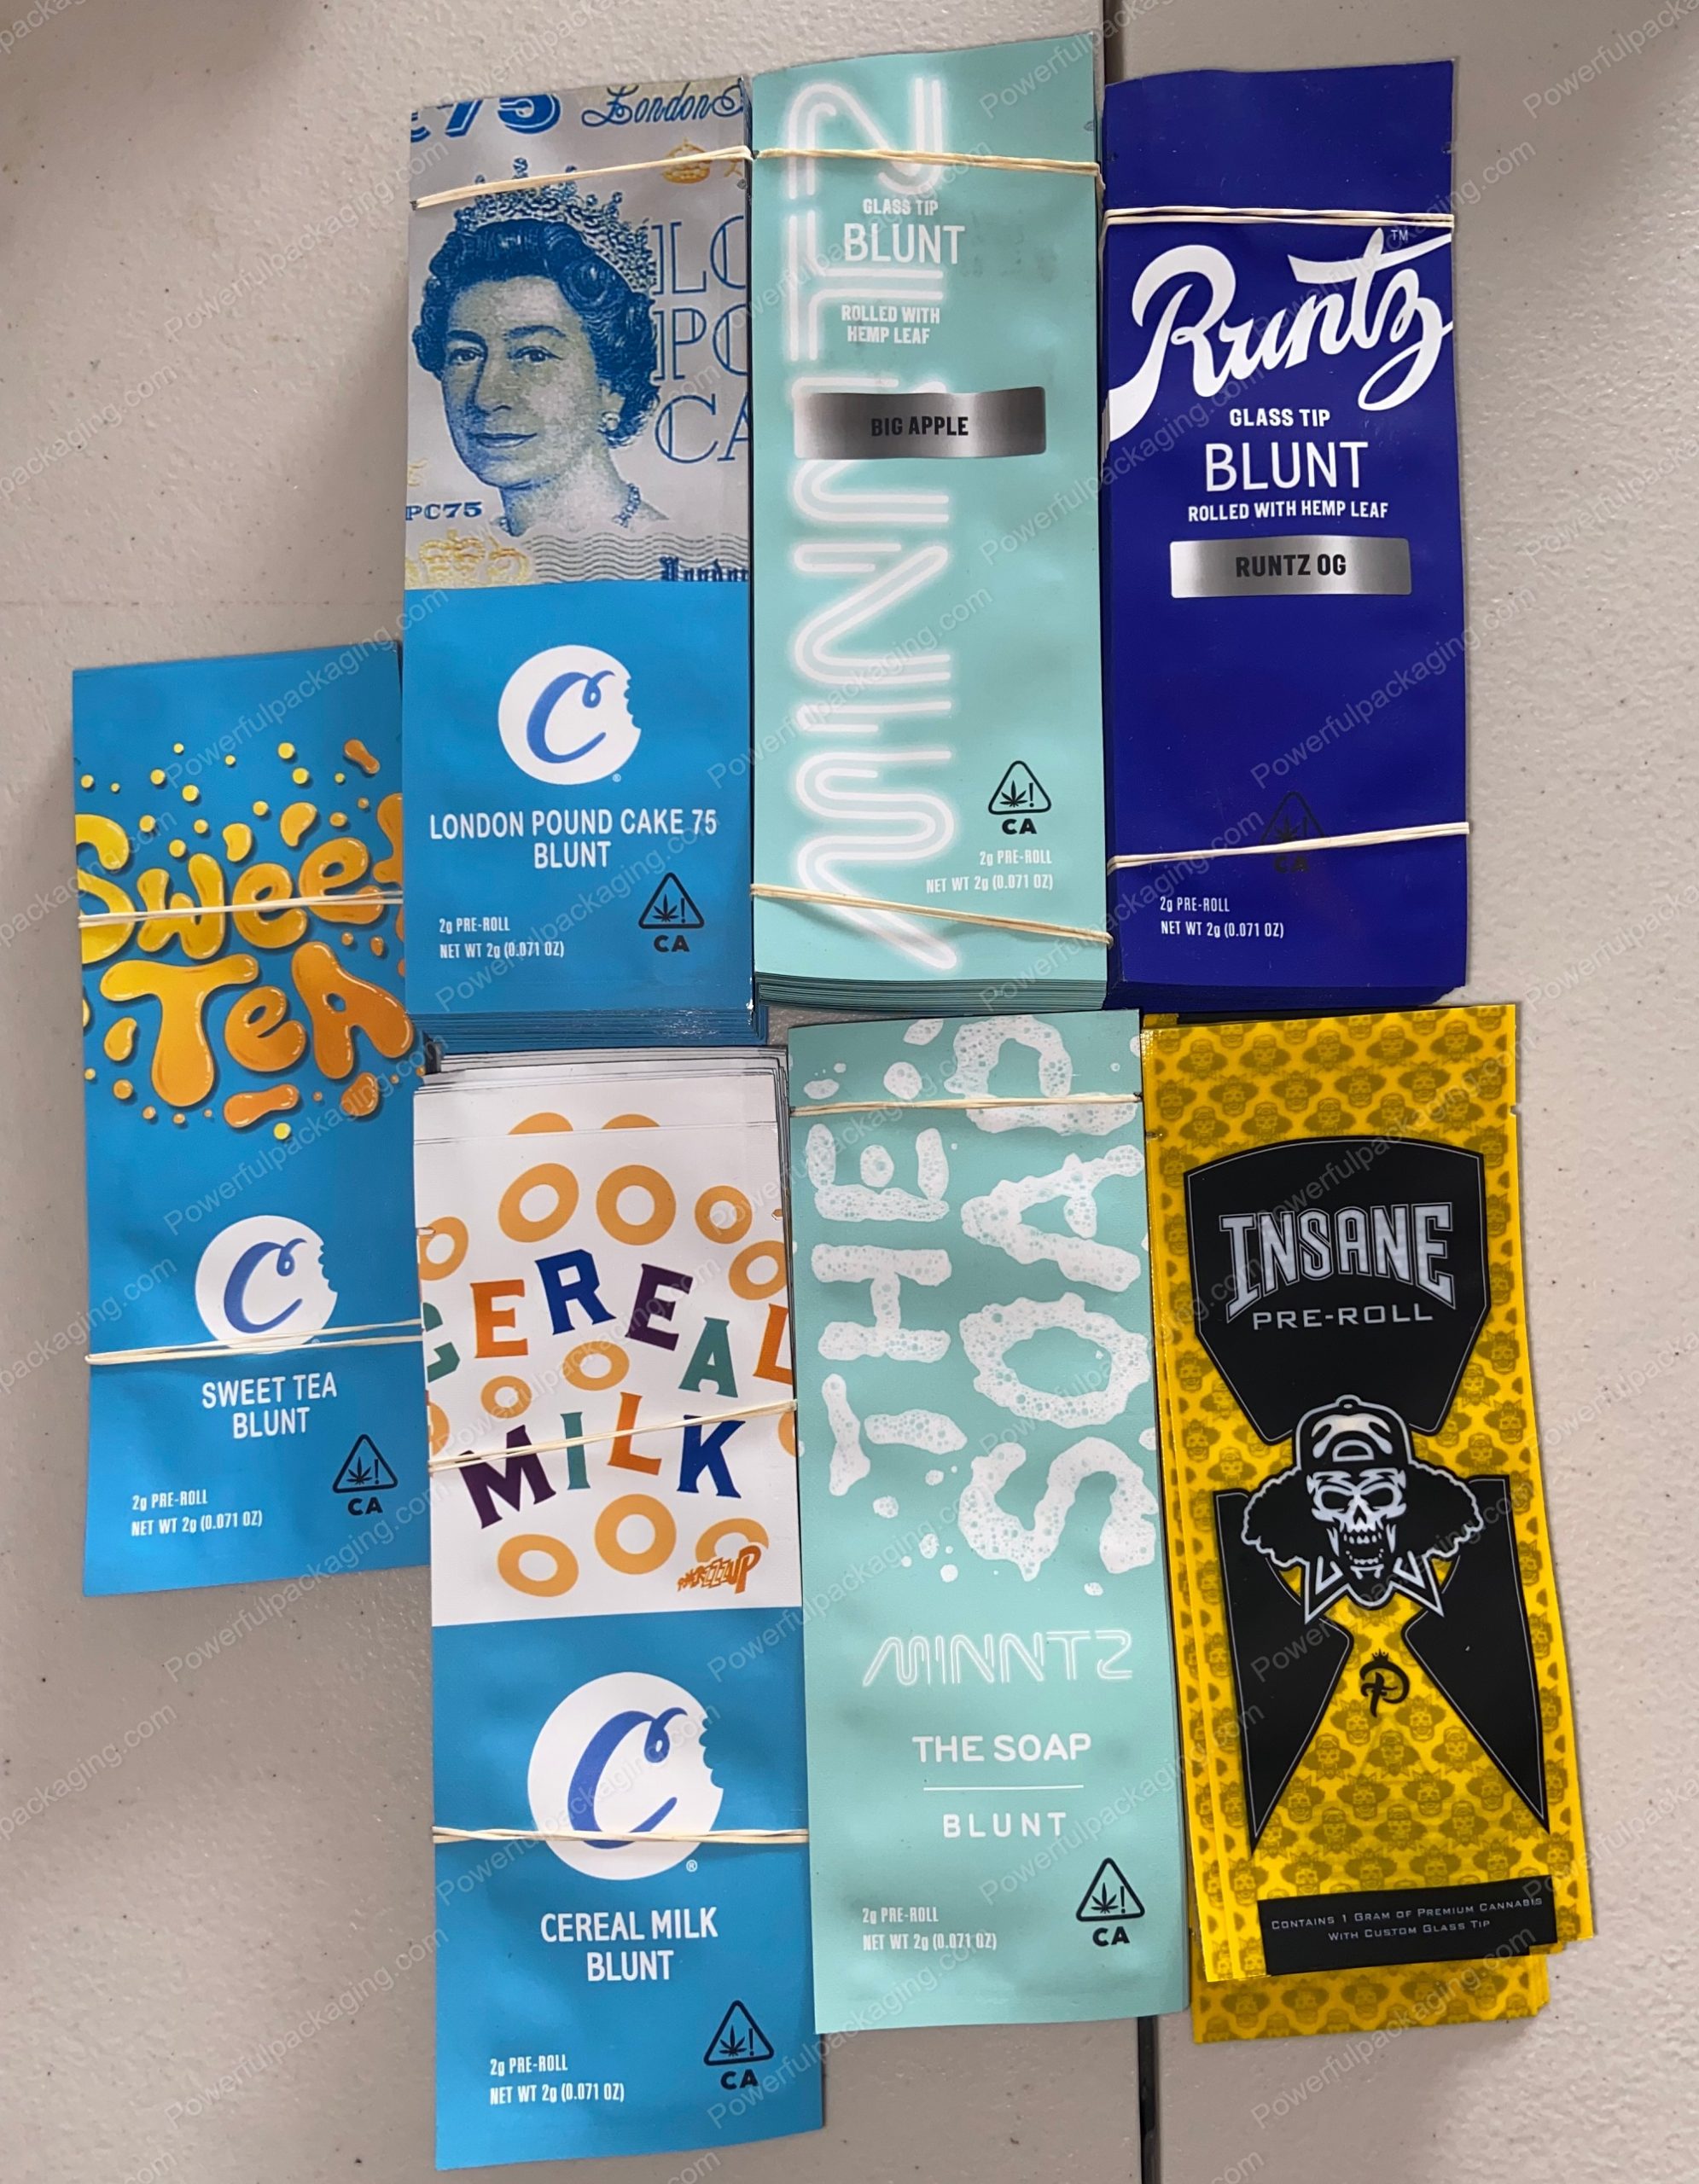 £75 London
LO
PO
CA
PC75
London
C
®
LONDON POUND CAKE 75
BLUNT
2g PRE-ROLL
NET WT 2g (0.071 OZ)
CA
MINNTZ
GLASS TIP
BLUNT
ROLLED WITH
HEMP LEAF
BIG APPLE
CA
2g PRE-ROLL
NET WT 2g (0.071 OZ)
Runtz
TM
GLASS TIP
BLUNT
ROLLED WITH HEMP LEAF
RUNTZ OG
CA
2g PRE-ROLL
NET WT 2g (0.071 OZ)
Sweet
TeA
C
SWEET TEA
BLUNT
2g PRE-ROLL
NET WT 2g (0.071 OZ)
CA
CEREAL
MILK
C
®
CEREAL MILK
BLUNT
2g PRE-ROLL
NET WT 2g (0.071 OZ)
CA
THE
SOAP
MINNTZ
THE SOAP
BLUNT
2g PRE-ROLL
NET WT 2g (0.071 OZ)
CA
INSANE
PRE-ROLL
CONTAINS 1 GRAM OF PREMIUM CANNABIS
WITH CUSTOM GLASS TIP
Powerfulpackaging.com